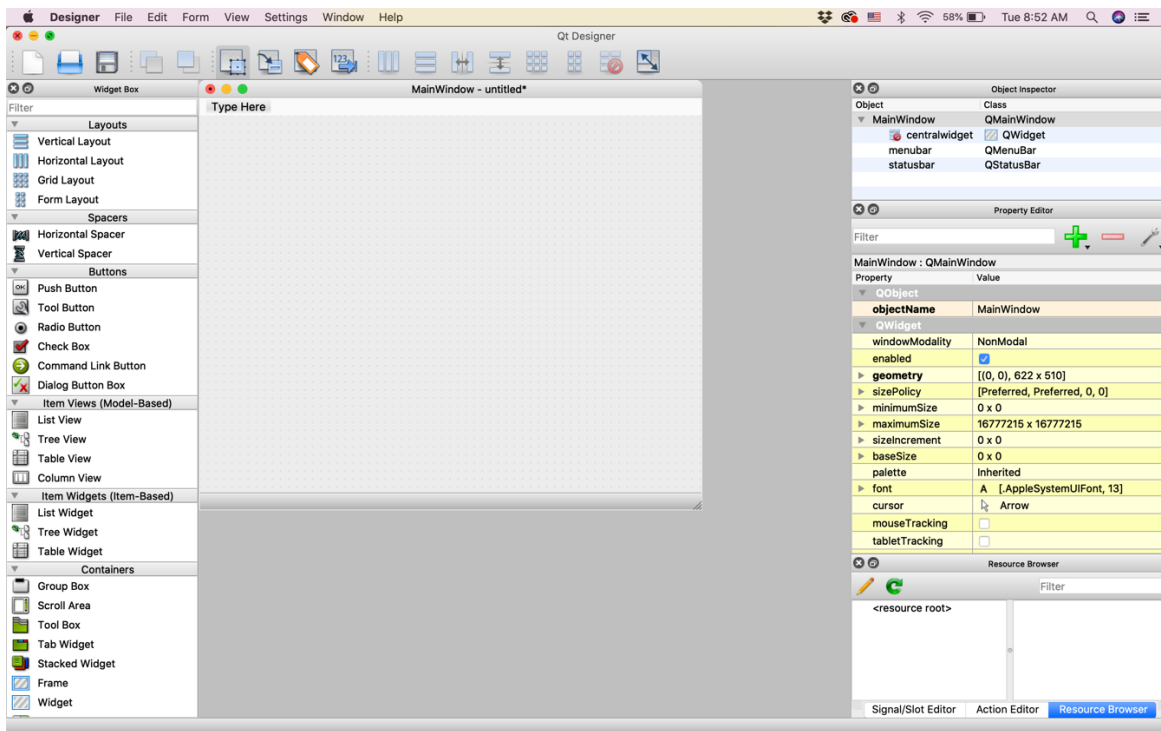 Designer File Edit Form View Settings Window Help 58% Tue 8:52 AM
Qt Designer
123
Widget Box
Filter
Layouts
Vertical Layout
Horizontal Layout
Grid Layout
Form Layout
Spacers
Horizontal Spacer
Vertical Spacer
Buttons
OK Push Button
Tool Button
Radio Button
Check Box
Command Link Button
Dialog Button Box
Item Views (Model-Based)
List View
Tree View
Table View
Column View
Item Widgets (Item-Based)
List Widget
Tree Widget
Table Widget
Containers
Group Box
Scroll Area
Tool Box
Tab Widget
Stacked Widget
Frame
Widget
MainWindow - untitled*
Type Here
Object Inspector
Object Class
MainWindow QMainWindow
centralwidget QWidget
menubar QMenuBar
statusbar QStatusBar
Property Editor
Filter
MainWindow : QMainWindow
Property Value
QObject
objectName MainWindow
QWidget
windowModality NonModal
enabled
geometry [(0, 0), 622 x 510]
sizePolicy [Preferred, Preferred, 0, 0]
minimumSize 0 x 0
maximumSize 16777215 x 16777215
sizeIncrement 0 x 0
baseSize 0 x 0
palette Inherited
font A [.AppleSystemUIFont, 13]
cursor Arrow
mouseTracking
tabletTracking
Resource Browser
Filter
<resource root>
Signal/Slot Editor Action Editor Resource Browser